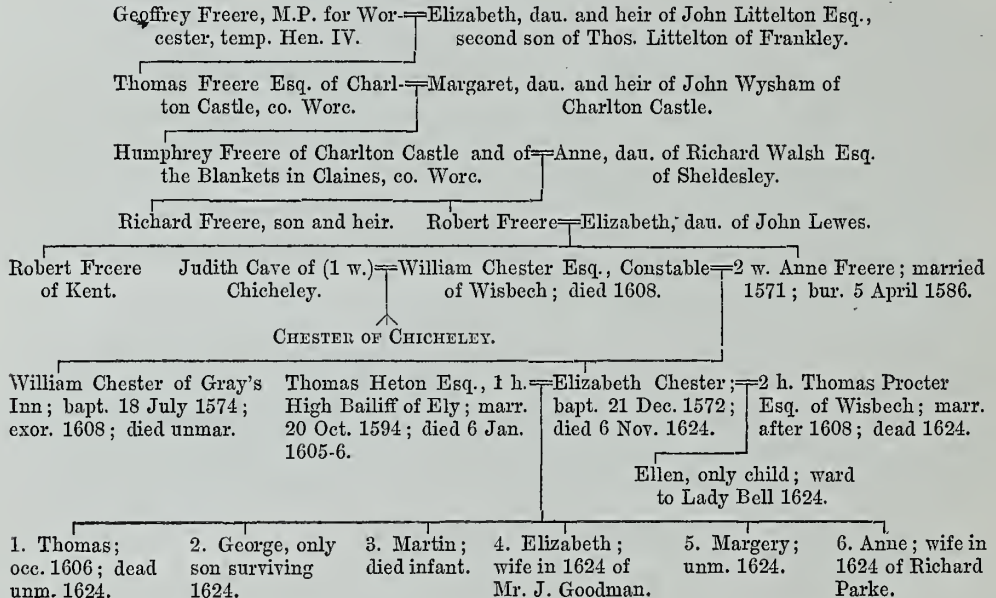 Geoffrey Freere, M.P. for Wor-
cester, temp. Hen. IV.
Elizabeth, dau. and heir of John Littelton Esq.,
second son of Thos. Littelton of Frankley.
Thomas Freere Esq. of Charl-
ton Castle, co. Worc.
Margaret, dau. and heir of John Wysham of
Charlton Castle.
Humphrey Freere of Charlton Castle and of
the Blankets in Claines, co. Worc.
Anne, dau. of Richard Walsh Esq.
of Sheldesley.
Richard Freere, son and heir.
Robert Freere
Elizabeth, dau. of John Lewes.
Robert Freere
of Kent.
Judith Cave of (1 w.)
Chicheley.
William Chester Esq., Constable
of Wisbech; died 1608.
2 w. Anne Freere; married
1571; bur. 5 April 1586.
CHESTER OF CHICHELEY.
William Chester of Gray's
Inn; bapt. 18 July 1574;
exor. 1608; died unmar.
Thomas Heton Esq., 1 h.
High Bailiff of Ely; marr.
20 Oct. 1594; died 6 Jan.
1605-6.
Elizabeth Chester;
bapt. 21 Dec. 1572;
died 6 Nov. 1624.
2 h. Thomas Procter
Esq. of Wisbech; marr.
after 1608; dead 1624.
Ellen, only child; ward
to Lady Bell 1624.
1. Thomas;
occ. 1606; dead
unm. 1624.
2. George, only
son surviving
1624.
3. Martin;
died infant.
4. Elizabeth;
wife in 1624 of
Mr. J. Goodman.
5. Margery;
unm. 1624.
6. Anne; wife in
1624 of Richard
Parke.